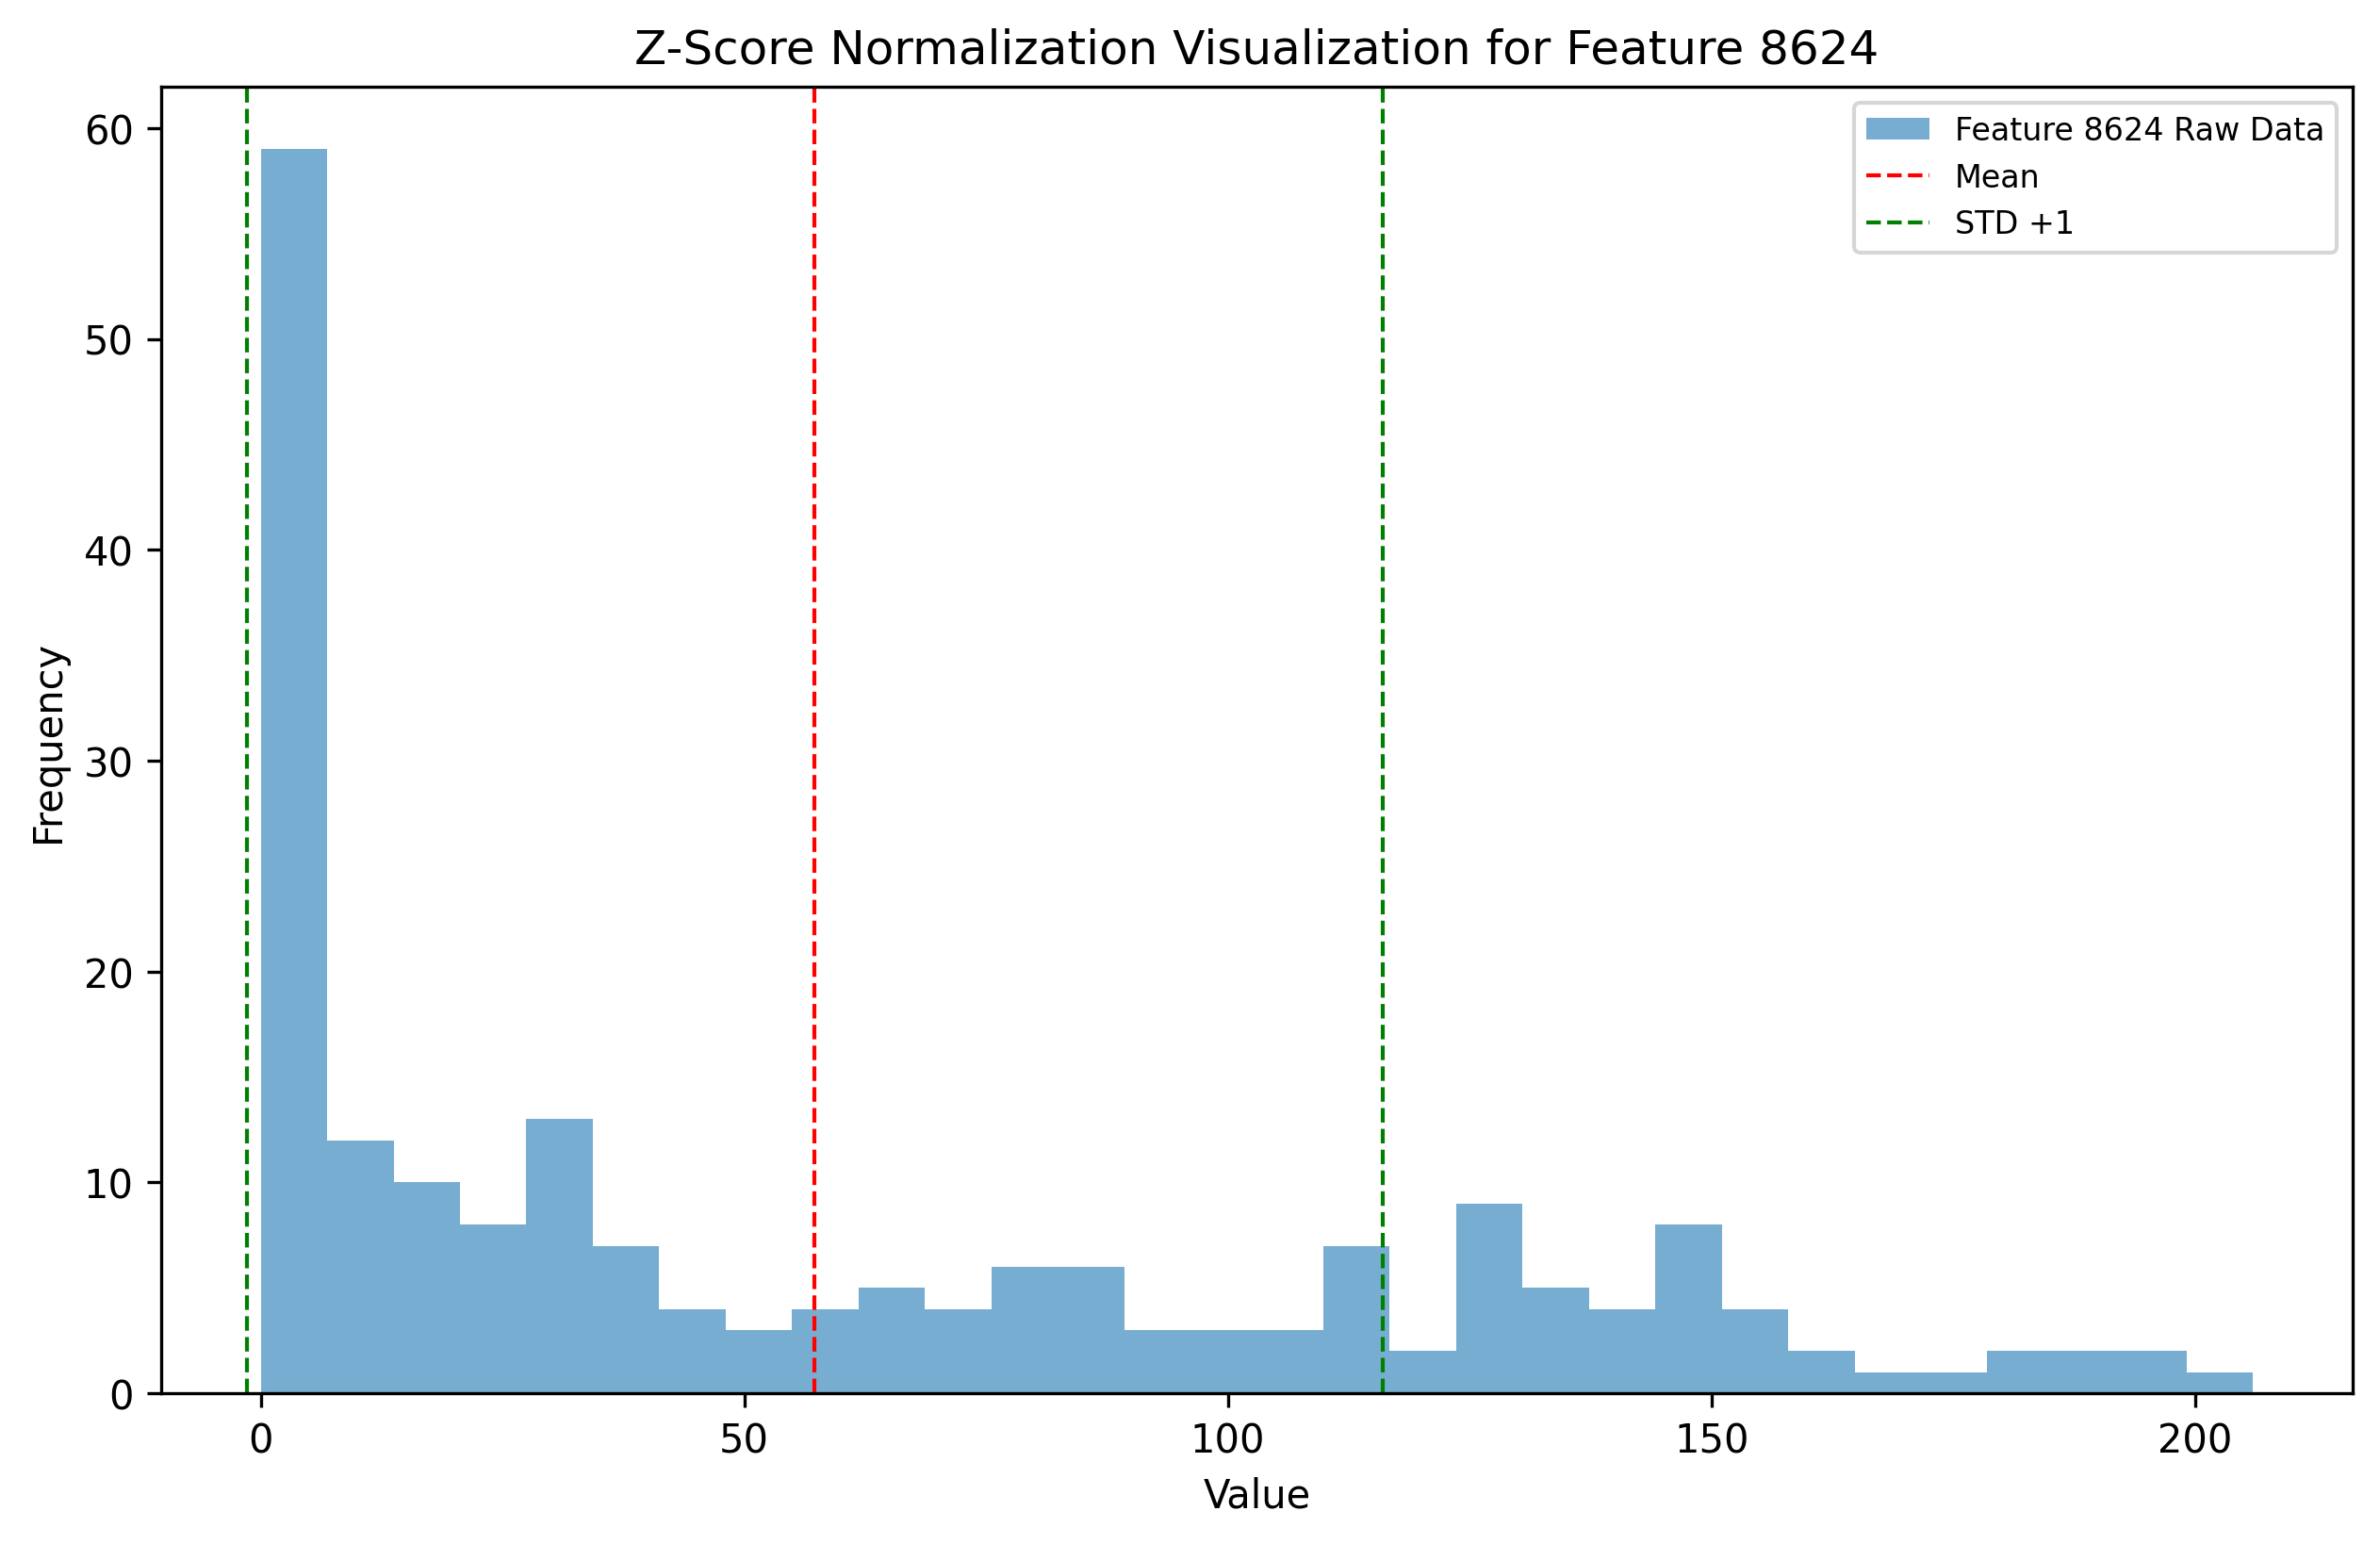 Z-Score Normalization Visualization for Feature 8624
60
50
40
30
20
10
0
Frequency
Feature 8624 Raw Data
Mean
STD +1
0 50 100 150 200
Value